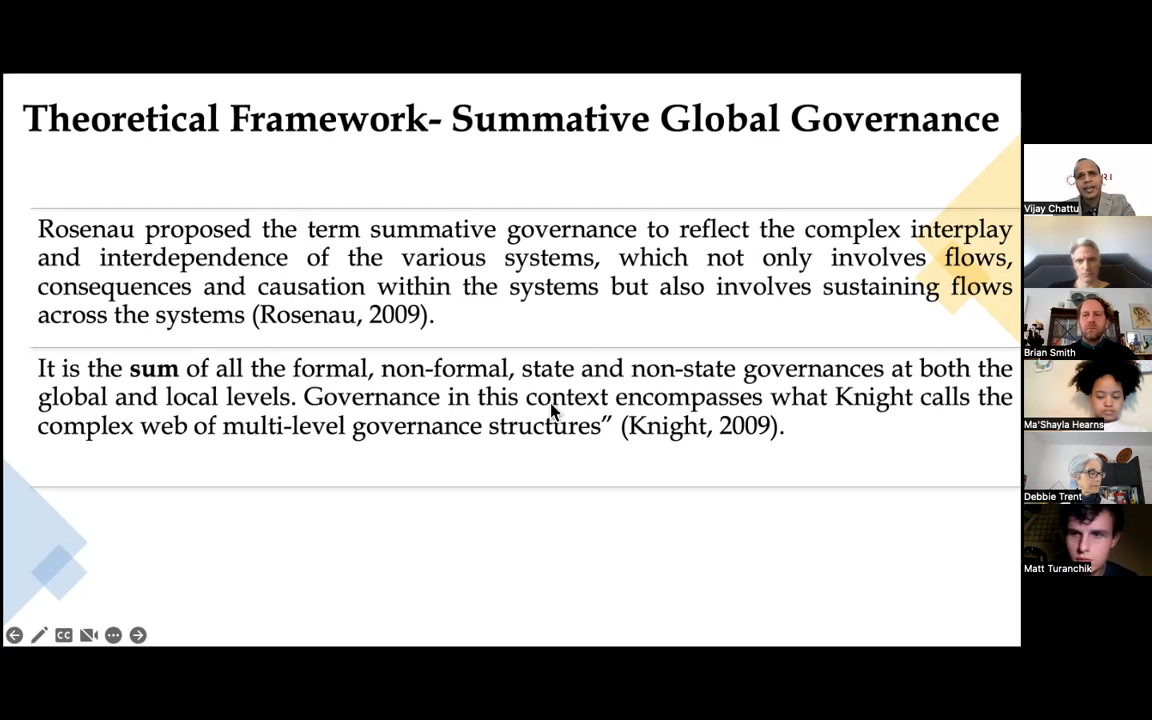 Theoretical Framework- Summative Global Governance
Rosenau proposed the term summative governance to reflect the complex interplay
and interdependence of the various systems, which not only involves flows,
consequences and causation within the systems but also involves sustaining flows
across the systems (Rosenau, 2009).
It is the sum of all the formal, non-formal, state and non-state governances at both the
global and local levels. Governance in this context encompasses what Knight calls the
complex web of multi-level governance structures” (Knight, 2009).
CC
Vijay Chattu
Brian Smith
Ma'Shayla Hearns
Debbie Trent
Matt Turanchik